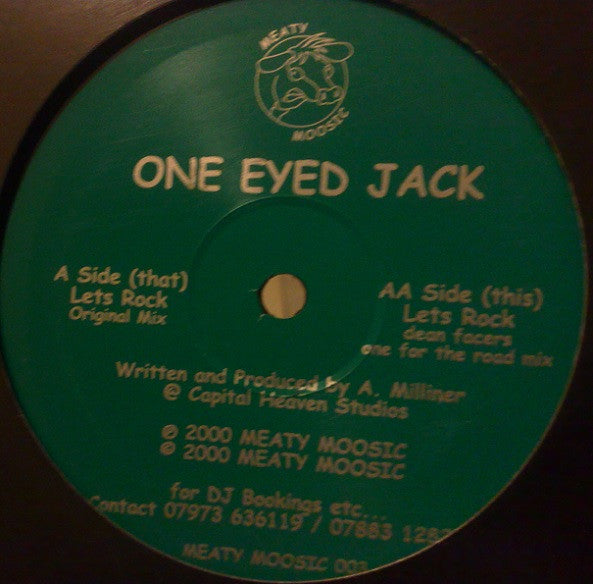 MEATY
MOOSIC
ONE EYED JACK
A Side (that)
Lets Rock
Original Mix
AA Side (this)
Lets Rock
dean facers
one for the road mix
Written and Produced by A. Milliner
@ Capital Heaven Studios
℗ 2000 MEATY MOOSIC
© 2000 MEATY MOOSIC
for DJ Bookings etc...
Contact 07973 636119 / 07883
MEATY MOOSIC 003